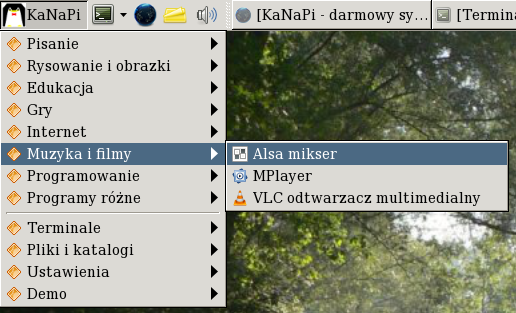 KaNaPi
[KaNaPi - darmowy sy...
[Termina
Pisanie
Rysowanie i obrazki
Edukacja
Gry
Internet
Muzyka i filmy
Programowanie
Programy różne
Terminale
Pliki i katalogi
Ustawienia
Demo
Alsa mikser
MPlayer
VLC odtwarzacz multimedialny